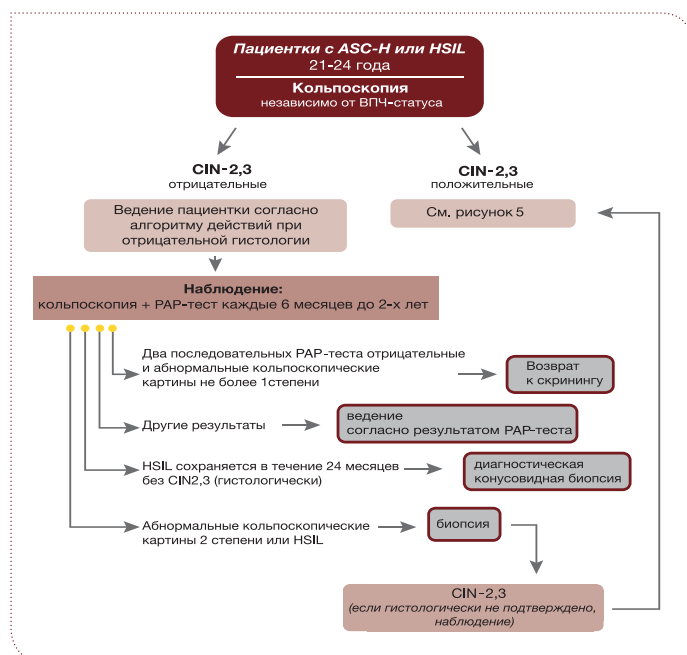 Пациентки с ASC-H или HSIL
21-24 года
Кольпоскопия
независимо от ВПЧ-статуса
CIN-2,3
отрицательные
CIN-2,3
положительные
Ведение пациентки согласно
алгоритму действий при
отрицательной гистологии
См. рисунок 5
Наблюдение:
кольпоскопия + PAP-тест каждые 6 месяцев до 2-х лет
Два последовательных PAP-теста отрицательные
и абнормальные кольпоскопические
картины не более 1степени
Возврат
к скринингу
Другие результаты
ведение
согласно результатом PAP-теста
HSIL сохраняется в течение 24 месяцев
без CIN2,3 (гистологически)
диагностическая
конусовидная биопсия
Абнормальные кольпоскопические
картины 2 степени или HSIL
биопсия
CIN-2,3
(если гистологически не подтверждено,
наблюдение)